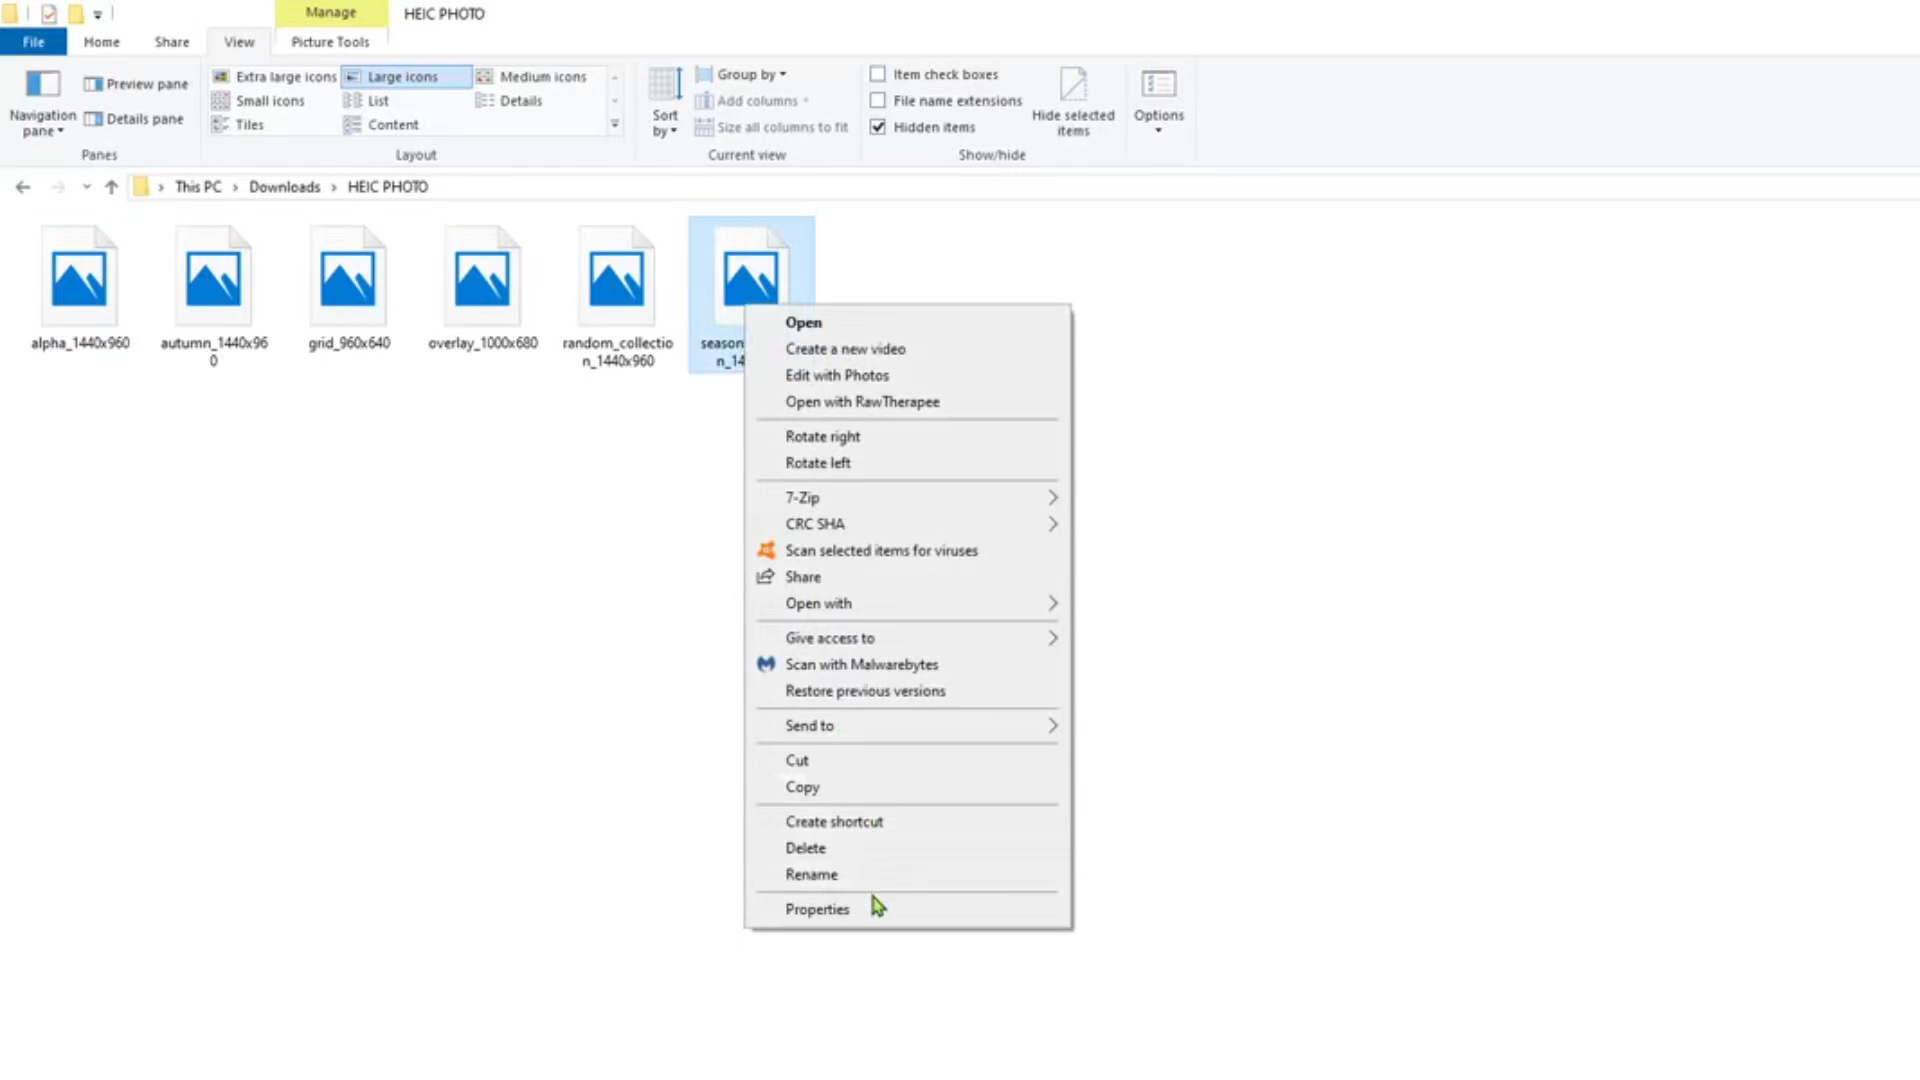 Manage
HEIC PHOTO
File
Home
Share
View
Picture Tools
Navigation
pane
Preview pane
Details pane
Panes
Extra large icons
Large icons
Medium icons
Small icons
List
Details
Tiles
Content
Layout
Sort
by
Group by
Add columns
Size all columns to fit
Current view
Item check boxes
File name extensions
Hidden items
Hide selected
items
Show/hide
Options
This PC > Downloads > HEIC PHOTO
alpha_1440x960
autumn_1440x96
0
grid_960x640
overlay_1000x680
random_collectio
n_1440x960
season
n_14
Open
Create a new video
Edit with Photos
Open with RawTherapee
Rotate right
Rotate left
7-Zip
CRC SHA
Scan selected items for viruses
Share
Open with
Give access to
Scan with Malwarebytes
Restore previous versions
Send to
Cut
Copy
Create shortcut
Delete
Rename
Properties